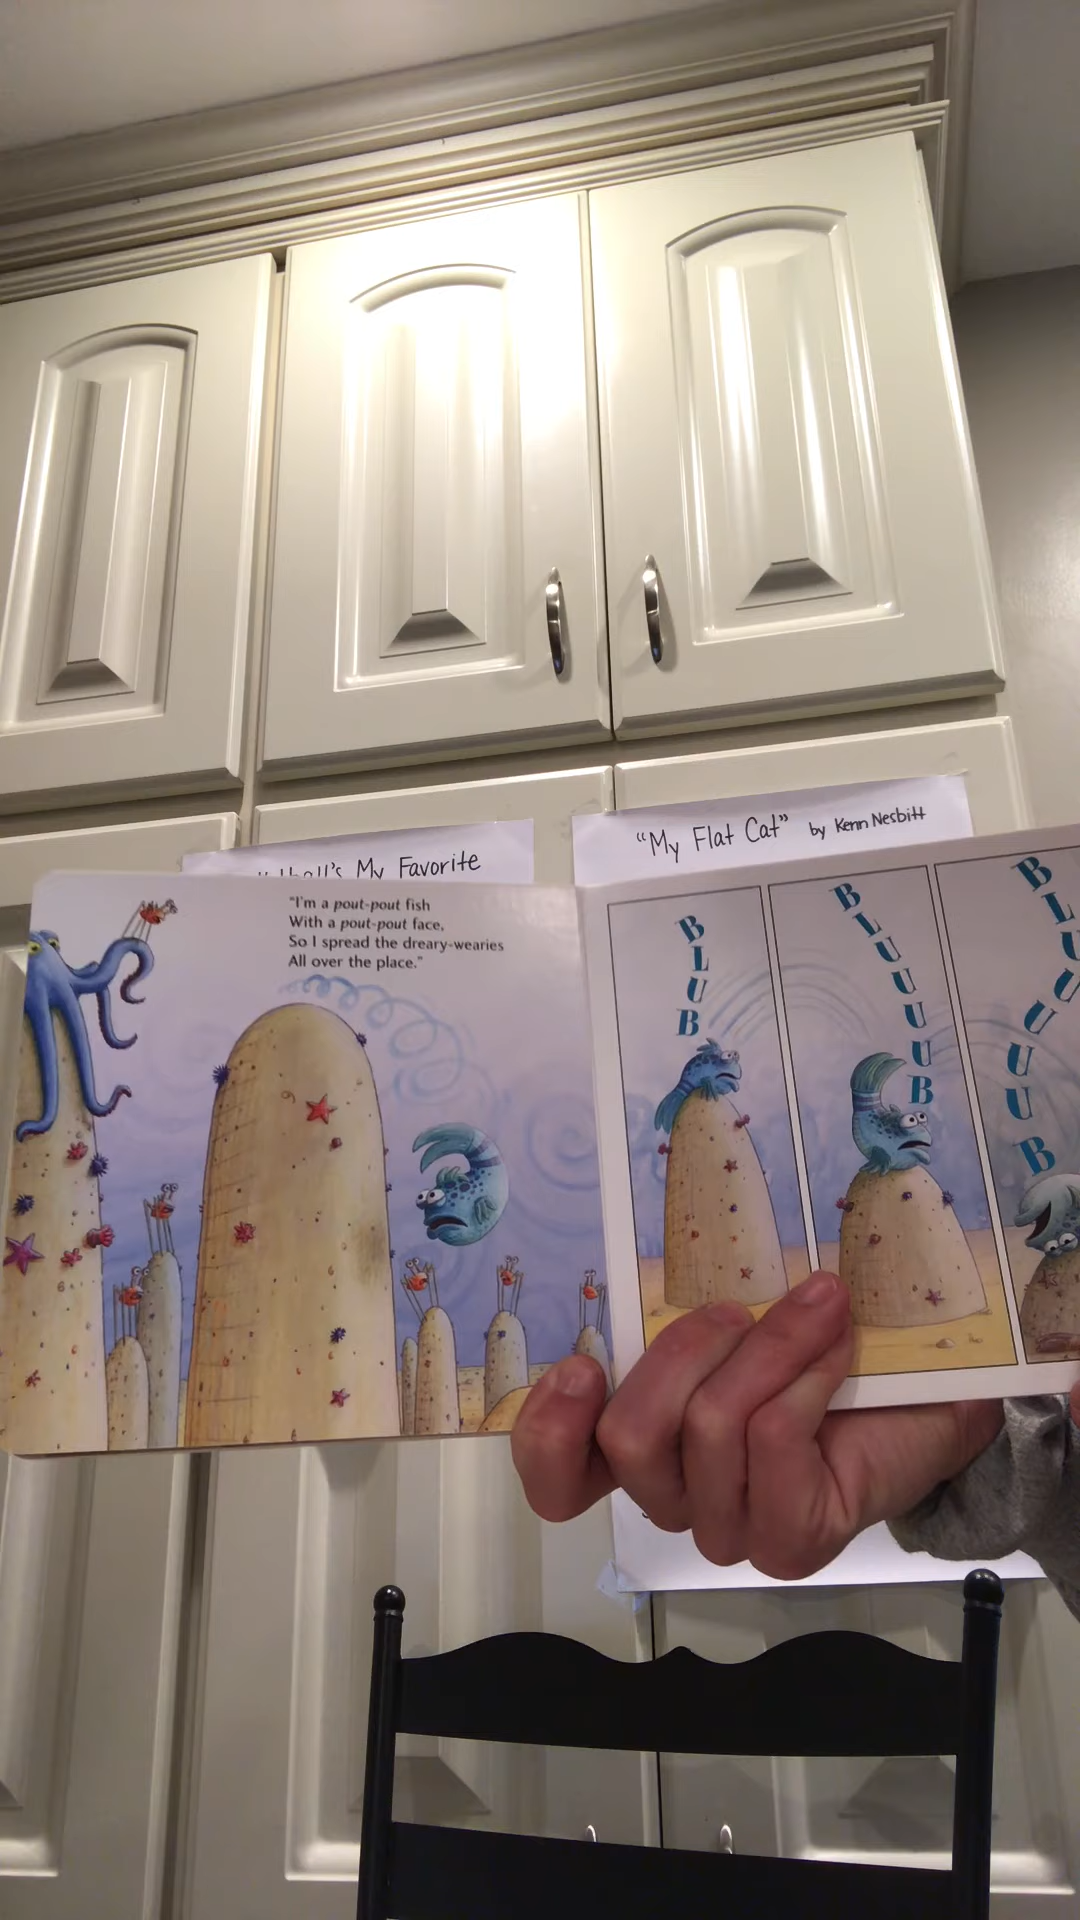 My Favorite
"My Flat Cat" by Kenn Nesbitt
"I'm a pout-pout fish
With a pout-pout face,
So I spread the dreary-wearies
All over the place."
BLUB
BLUUUUB
BLUUUUUB